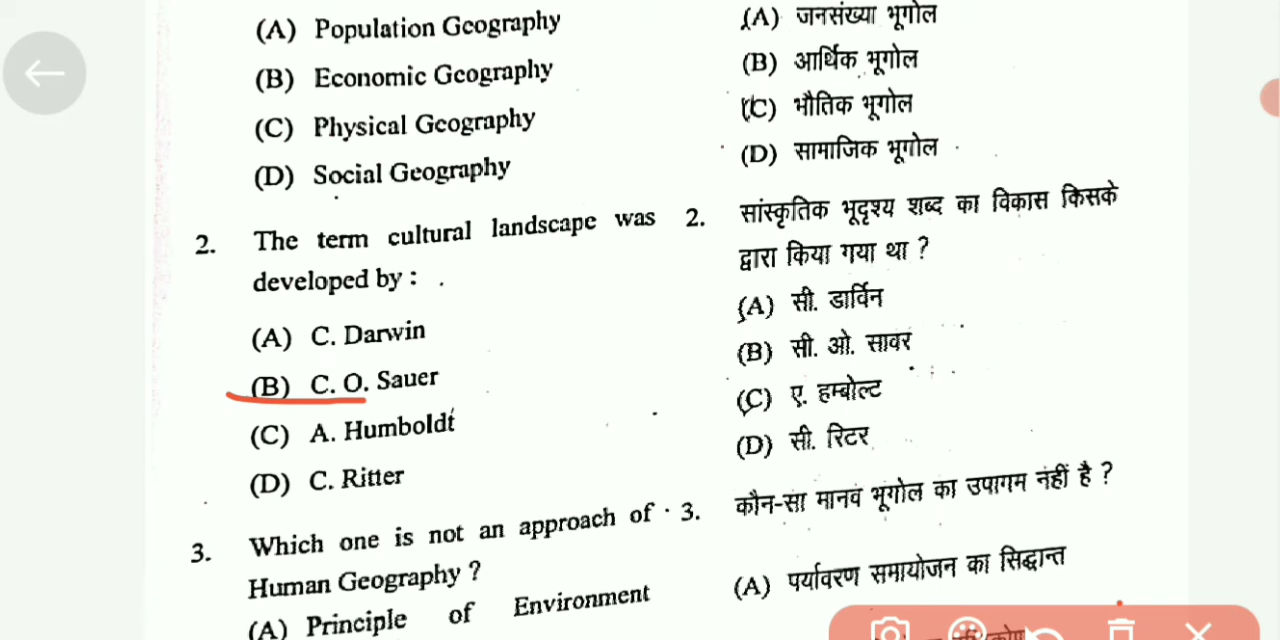 (A) Population Geography
(B) Economic Geography
(C) Physical Geography
(D) Social Geography
2. The term cultural landscape was
developed by :
(A) C. Darwin
(B) C. O. Sauer
(C) A. Humboldt
(D) C. Ritter
3. Which one is not an approach of
Human Geography ?
(A) Principle of Environment
(A) जनसंख्या भूगोल
(B) आर्थिक भूगोल
(C) भौतिक भूगोल
(D) सामाजिक भूगोल
2. सांस्कृतिक भूदृश्य शब्द का विकास किसके
द्वारा किया गया था ?
(A) सी. डार्विन
(B) सी. ओ. सावर
(C) ए. हम्बोल्ट
(D) सी. रिटर
3. कौन-सा मानव भूगोल का उपागम नहीं है ?
(A) पर्यावरण समायोजन का सिद्धान्त